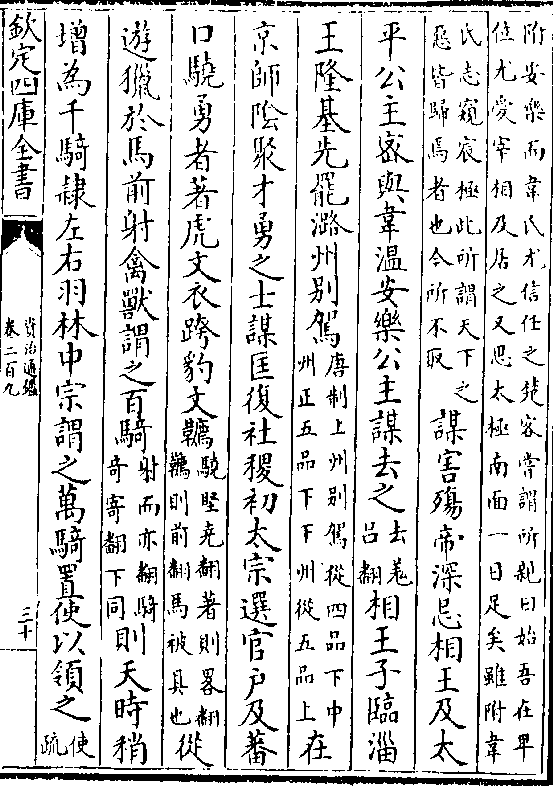 附安樂而韋氏尤信任之楚客嘗謂所親曰始吾在卑
位尤愛宰相及居之又思太極南面一日足矣雖附韋
氏志窺宸極此所謂天下之
惡皆歸焉者也今所不取
謀害殤帝深忌相王及太
平公主密與韋溫安樂公主謀去之
去羗
呂翻
相王子臨淄
王隆基先罷潞州别駕
唐制上州别駕從四品下中
州正五品下下州從五品上
在
京師隂聚才勇之士謀匡復社稷初太宗選官户及蕃
口驍勇者著虎文衣跨豹文韉
驍堅堯翻著則畧翻
韉則前翻馬被具也
從
遊獵於馬前射禽獸謂之百騎
射而亦翻騎
奇寄翻下同
則天時稍
增為千騎隷左右羽林中宗謂之萬騎置使以領之
使
疏
欽定四庫全書
資治通鑑
卷二百九
三十